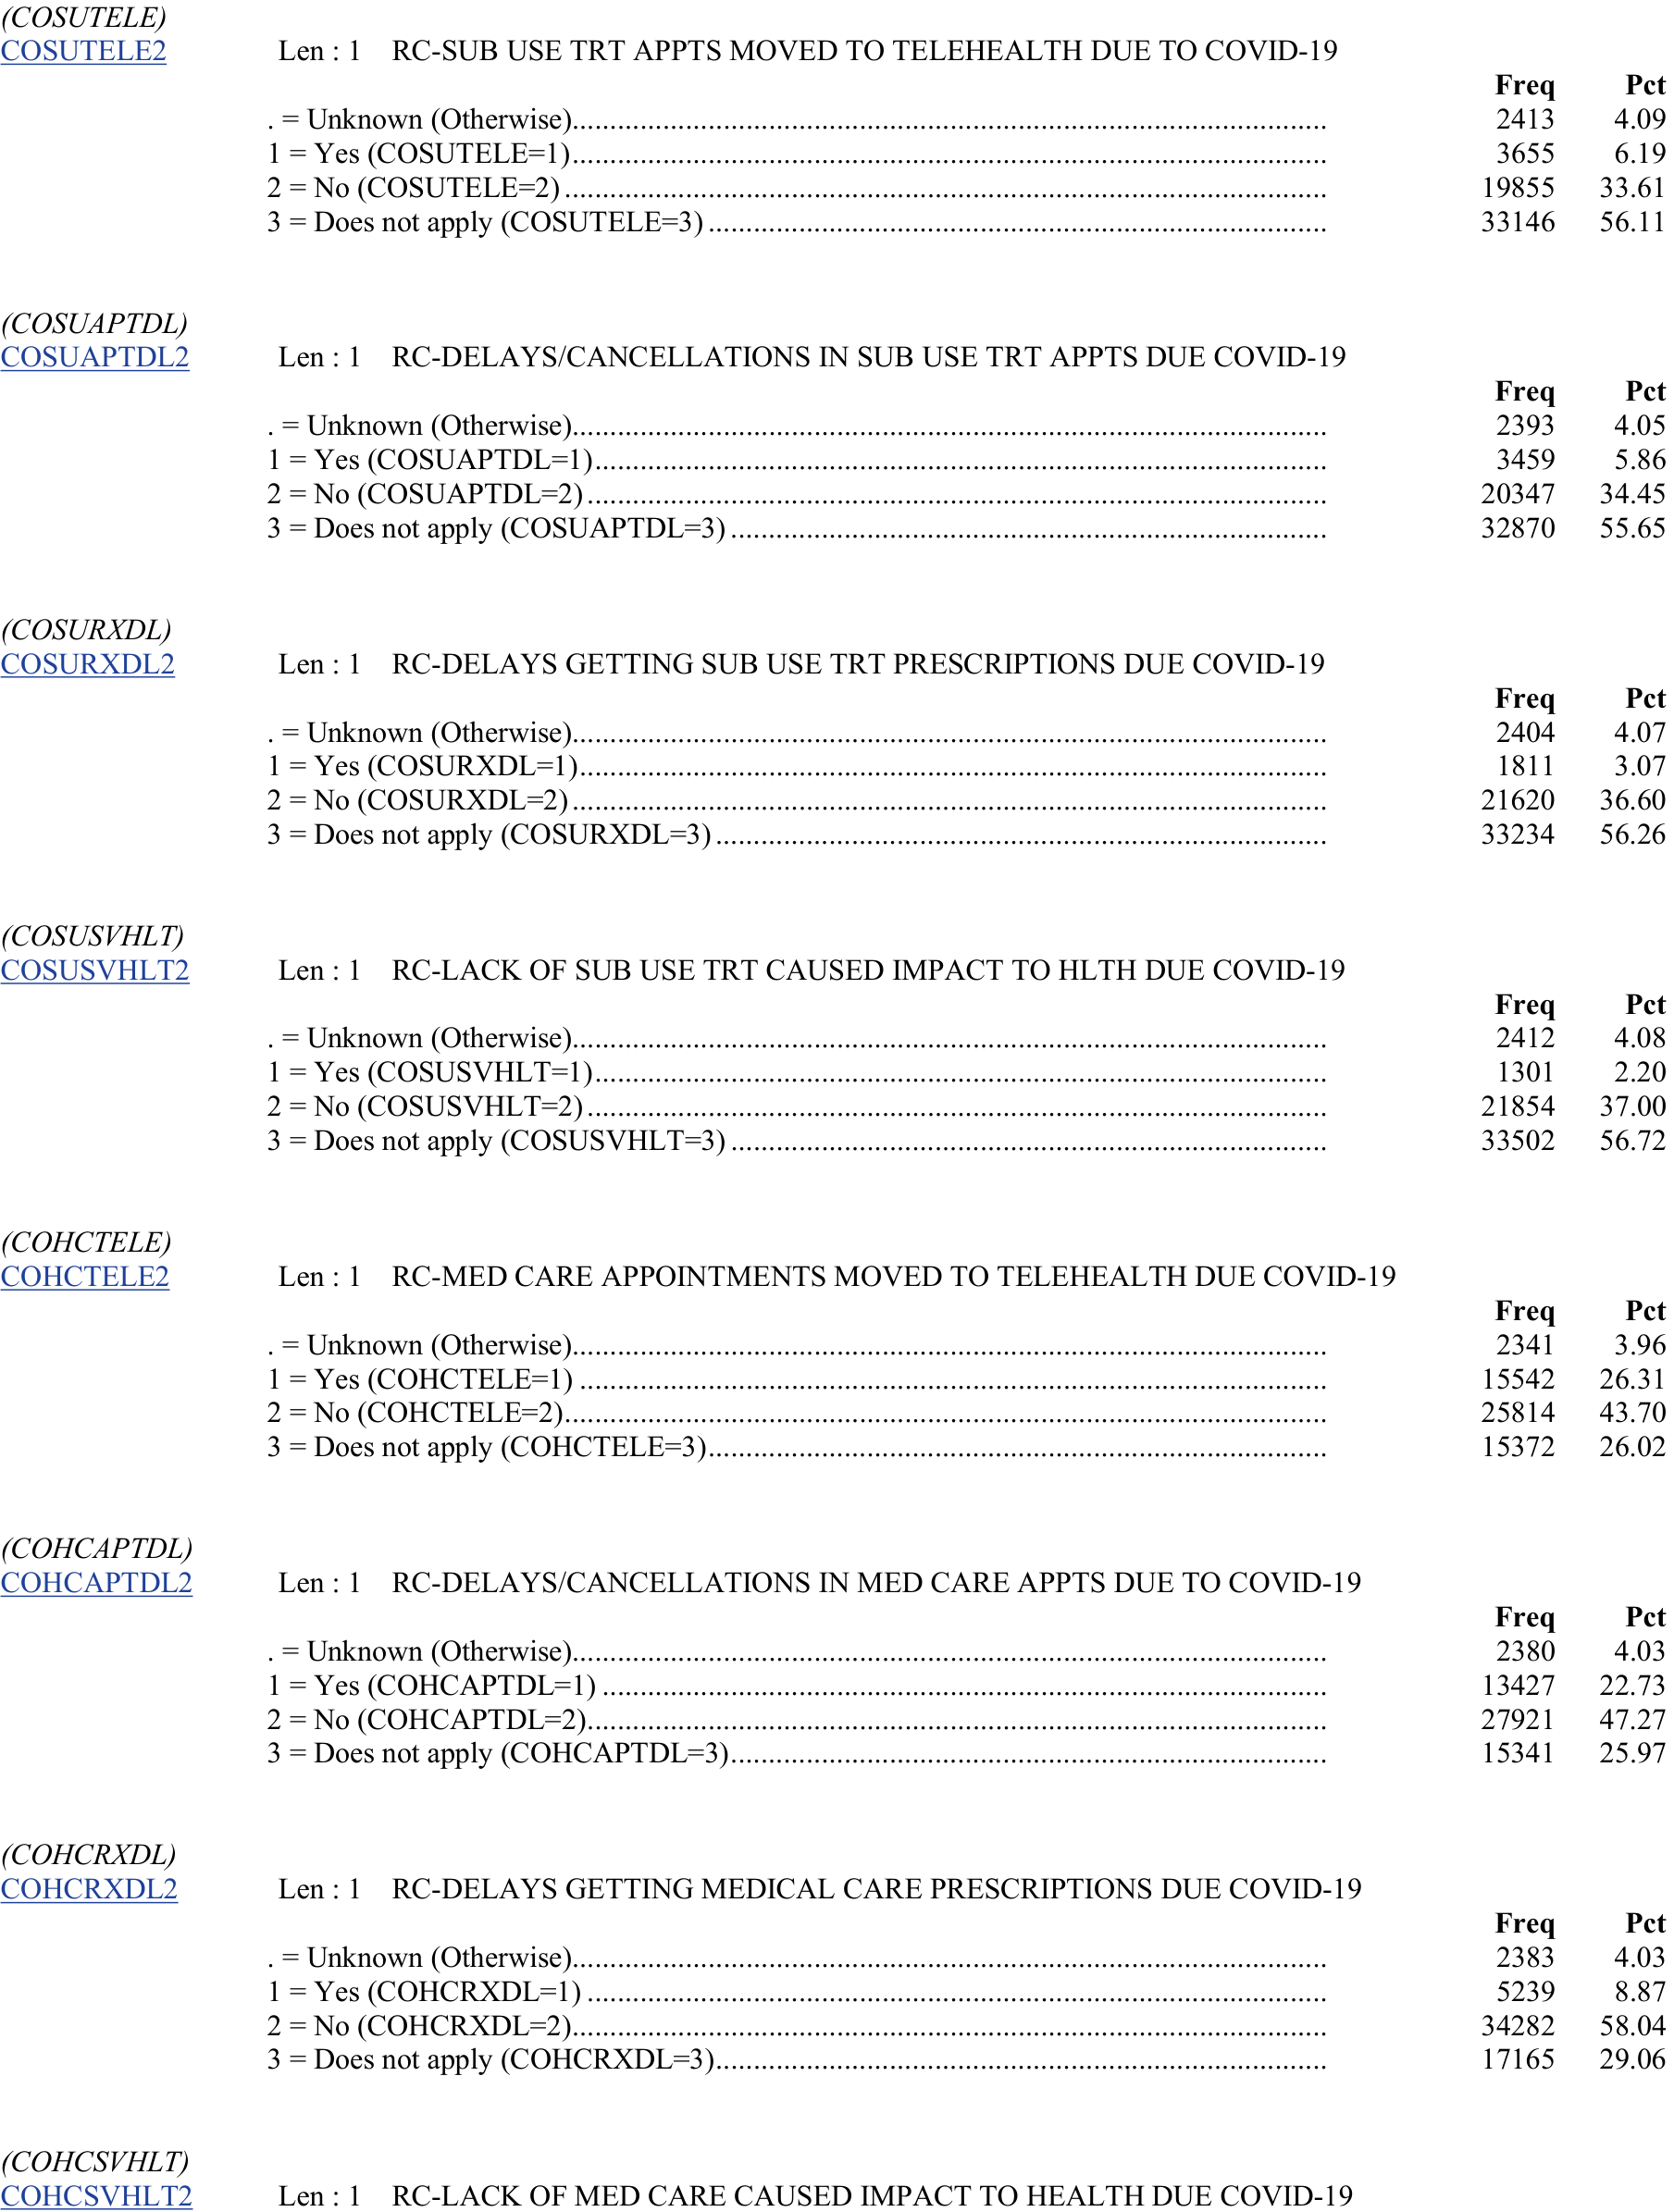 (COSUTELE)
COSUTELE2 Len : 1 RC-SUB USE TRT APPTS MOVED TO TELEHEALTH DUE TO COVID-19
Freq Pct
. = Unknown (Otherwise).................................................................................................... 2413 4.09
1 = Yes (COSUTELE=1).................................................................................................... 3655 6.19
2 = No (COSUTELE=2).................................................................................................... 19855 33.61
3 = Does not apply (COSUTELE=3).................................................................................. 33146 56.11
(COSUAPTDL)
COSUAPTDL2 Len : 1 RC-DELAYS/CANCELLATIONS IN SUB USE TRT APPTS DUE COVID-19
Freq Pct
. = Unknown (Otherwise).................................................................................................... 2393 4.05
1 = Yes (COSUAPTDL=1)................................................................................................. 3459 5.86
2 = No (COSUAPTDL=2).................................................................................................. 20347 34.45
3 = Does not apply (COSUAPTDL=3)............................................................................... 32870 55.65
(COSURXDL)
COSURXDL2 Len : 1 RC-DELAYS GETTING SUB USE TRT PRESCRIPTIONS DUE COVID-19
Freq Pct
. = Unknown (Otherwise).................................................................................................... 2404 4.07
1 = Yes (COSURXDL=1)................................................................................................... 1811 3.07
2 = No (COSURXDL=2).................................................................................................... 21620 36.60
3 = Does not apply (COSURXDL=3)................................................................................. 33234 56.26
(COSUSVHLT)
COSUSVHLT2 Len : 1 RC-LACK OF SUB USE TRT CAUSED IMPACT TO HLTH DUE COVID-19
Freq Pct
. = Unknown (Otherwise).................................................................................................... 2412 4.08
1 = Yes (COSUSVHLT=1)................................................................................................. 1301 2.20
2 = No (COSUSVHLT=2).................................................................................................. 21854 37.00
3 = Does not apply (COSUSVHLT=3)............................................................................... 33502 56.72
(COHCTELE)
COHCTELE2 Len : 1 RC-MED CARE APPOINTMENTS MOVED TO TELEHEALTH DUE COVID-19
Freq Pct
. = Unknown (Otherwise).................................................................................................... 2341 3.96
1 = Yes (COHCTELE=1)................................................................................................... 15542 26.31
2 = No (COHCTELE=2).................................................................................................... 25814 43.70
3 = Does not apply (COHCTELE=3).................................................................................. 15372 26.02
(COHCAPTDL)
COHCAPTDL2 Len : 1 RC-DELAYS/CANCELLATIONS IN MED CARE APPTS DUE TO COVID-19
Freq Pct
. = Unknown (Otherwise).................................................................................................... 2380 4.03
1 = Yes (COHCAPTDL=1)................................................................................................ 13427 22.73
2 = No (COHCAPTDL=2).................................................................................................. 27921 47.27
3 = Does not apply (COHCAPTDL=3)............................................................................... 15341 25.97
(COHCRXDL)
COHCRXDL2 Len : 1 RC-DELAYS GETTING MEDICAL CARE PRESCRIPTIONS DUE COVID-19
Freq Pct
. = Unknown (Otherwise).................................................................................................... 2383 4.03
1 = Yes (COHCRXDL=1).................................................................................................. 5239 8.87
2 = No (COHCRXDL=2).................................................................................................... 34282 58.04
3 = Does not apply (COHCRXDL=3)................................................................................. 17165 29.06
(COHCSVHLT)
COHCSVHLT2 Len : 1 RC-LACK OF MED CARE CAUSED IMPACT TO HEALTH DUE COVID-19